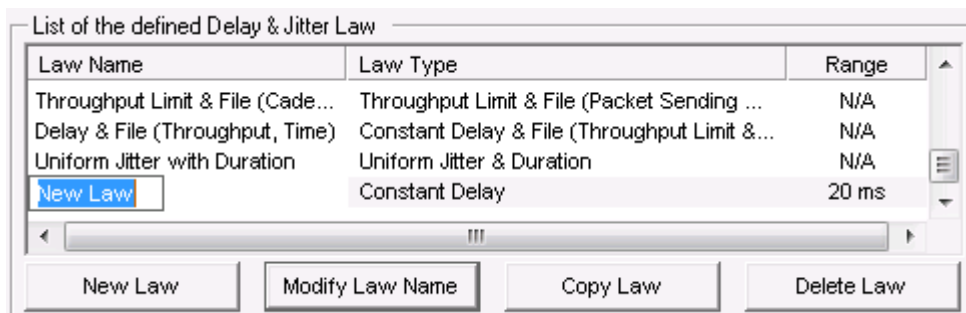 List of the defined Delay & Jitter Law
Law Name Law Type Range
Throughput Limit & File (Cade... Throughput Limit & File (Packet Sending ... N/A
Delay & File (Throughput, Time) Constant Delay & File (Throughput Limit &... N/A
Uniform Jitter with Duration Uniform Jitter & Duration N/A
New Law Constant Delay 20 ms
New Law Modify Law Name Copy Law Delete Law